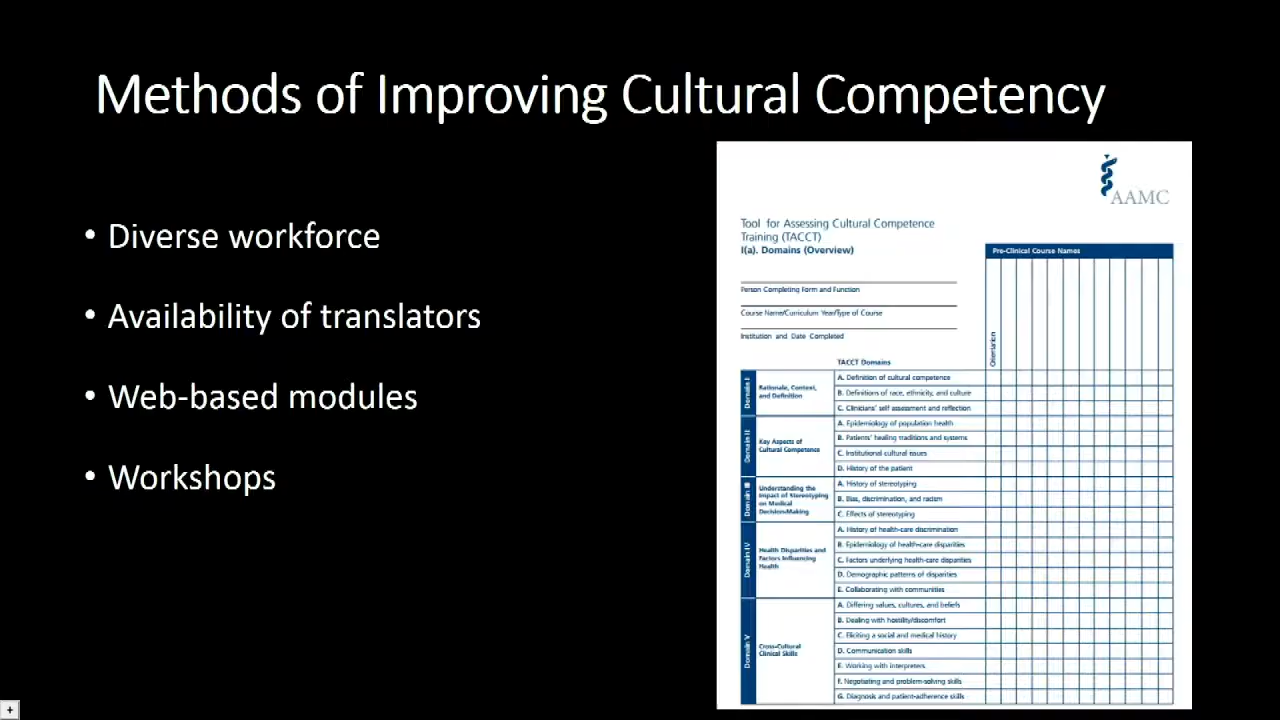 Methods of Improving Cultural Competency
• Diverse workforce
• Availability of translators
• Web-based modules
• Workshops
AAMC
Tool for Assessing Cultural Competence
Training (TACCT)
I(a). Domains (Overview)
Pre-Clinical Course Names
Person Completing Form and Function
Course Name/Curriculum Year/Type of Course
Institution and Date Completed
Orientation
TACCT Domains
Domain I
Rationale, Context,
and Definition
A. Definition of cultural competence
B. Definitions of race, ethnicity, and culture
C. Clinicians' self assessment and reflection
Domain II
Key Aspects of
Cultural Competence
A. Epidemiology of population health
B. Patients' healing traditions and systems
C. Institutional cultural issues
D. History of the patient
Domain III
Understanding the
Impact of Stereotyping
on Medical
Decision-Making
A. History of stereotyping
B. Bias, discrimination, and racism
C. Effects of stereotyping
Domain IV
Health Disparities and
Factors Influencing
Health
A. History of health-care discrimination
B. Epidemiology of health-care disparities
C. Factors underlying health-care disparities
D. Demographic patterns of disparities
E. Collaborating with communities
Domain V
Cross-Cultural
Clinical Skills
A. Differing values, cultures, and beliefs
B. Dealing with hostility/discomfort
C. Eliciting a social and medical history
D. Communication skills
E. Working with interpreters
F. Negotiating and problem-solving skills
G. Diagnosis and patient-adherence skills
+